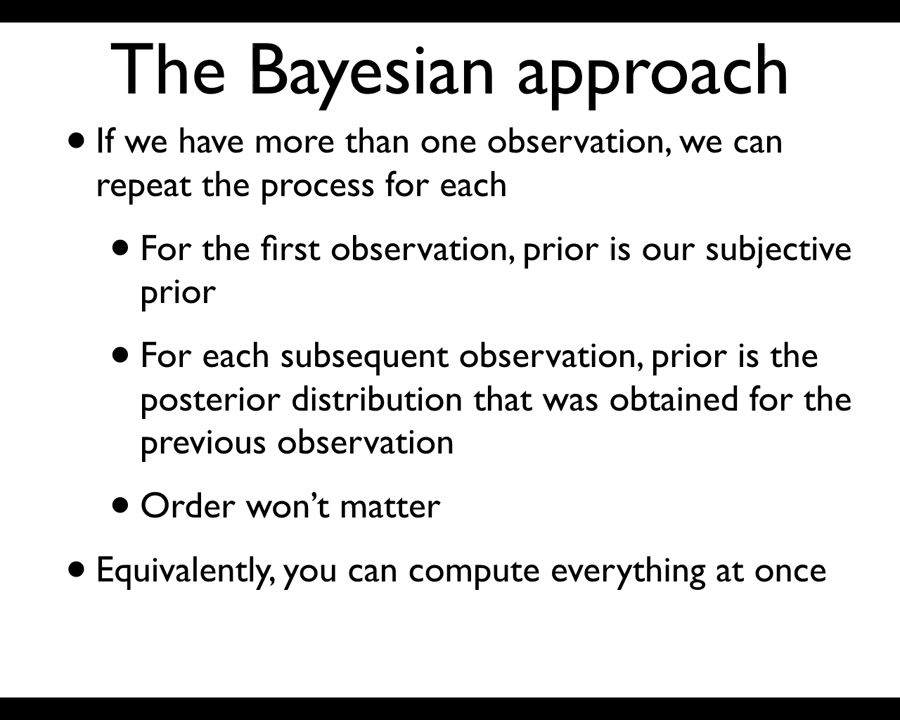 The Bayesian approach
• If we have more than one observation, we can
repeat the process for each
• For the first observation, prior is our subjective
prior
• For each subsequent observation, prior is the
posterior distribution that was obtained for the
previous observation
• Order won’t matter
• Equivalently, you can compute everything at once